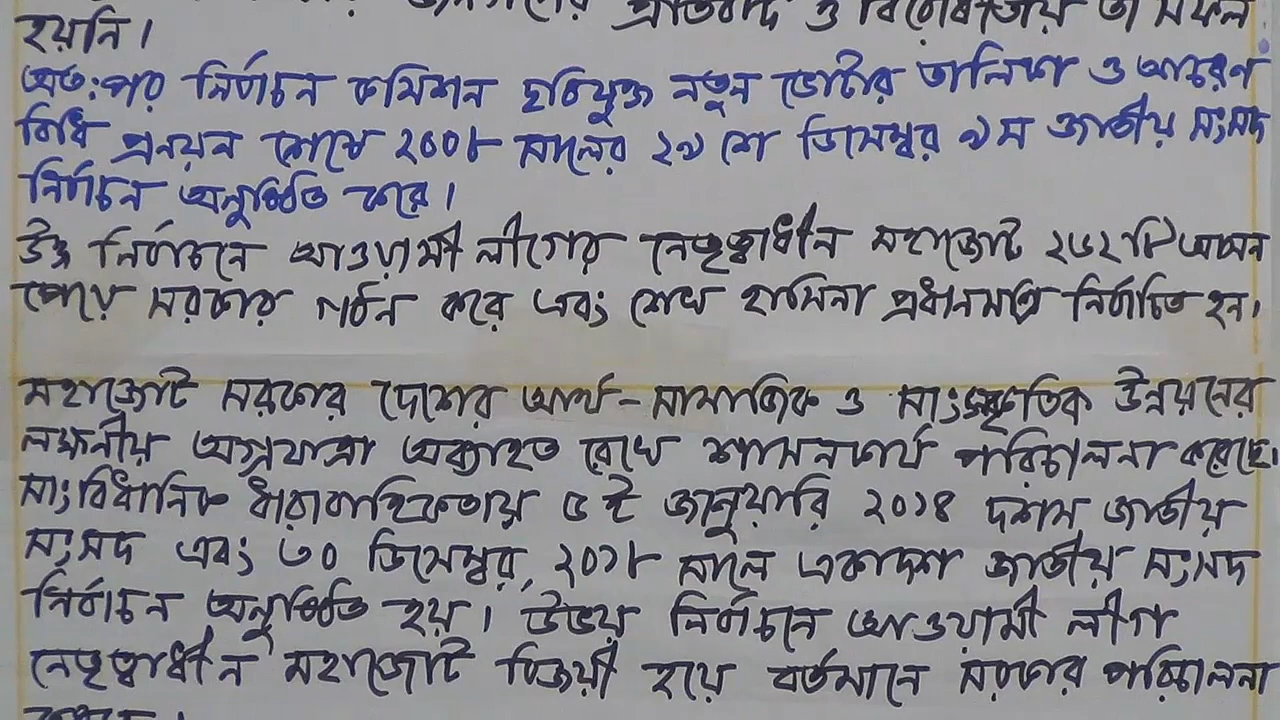 প্রতিবাদ ও বিরোধিতায় তা সফল
হয়নি।
অত:পর নির্বাচন কমিশন ছবিযুক্ত নতুন ভোটার তালিকা ও আচরণ
বিধি প্রনয়ন শেষে ২০০৮ সালের ২৯ শে ডিসেম্বর ৯ম জাতীয় সংসদ
নির্বাচন অনুষ্ঠিত করে।
উক্ত নির্বাচনে আওয়ামী লীগের নেতৃত্বাধীন মহাজোট ২৬২টি আসন
পেয়ে সরকার গঠন করে এবং শেখ হাসিনা প্রধানমন্ত্রি নির্বাচিত হন।
মহাজোট সরকার দেশের আর্থ-সামাজিক ও সাংস্কৃতিক উন্নয়নের
লক্ষনীয় অগ্রযাত্রা অব্যাহত রেখে শাসনকার্য পরিচালনা করেছে।
সাংবিধানিক ধারাবাহিকতায় ৫ই জানুয়ারি ২০১৪ দশম জাতীয়
সংসদ এবং ৩০ ডিসেম্বর, ২০১৮ সালে একাদশ জাতীয় সংসদ
নির্বাচন অনুষ্ঠিত হয়। উভয় নির্বাচনে আওয়ামী লীগ
নেতৃত্বাধীন মহাজোট বিজয়ী হয়ে বর্তমানে সরকার পরিচালনা